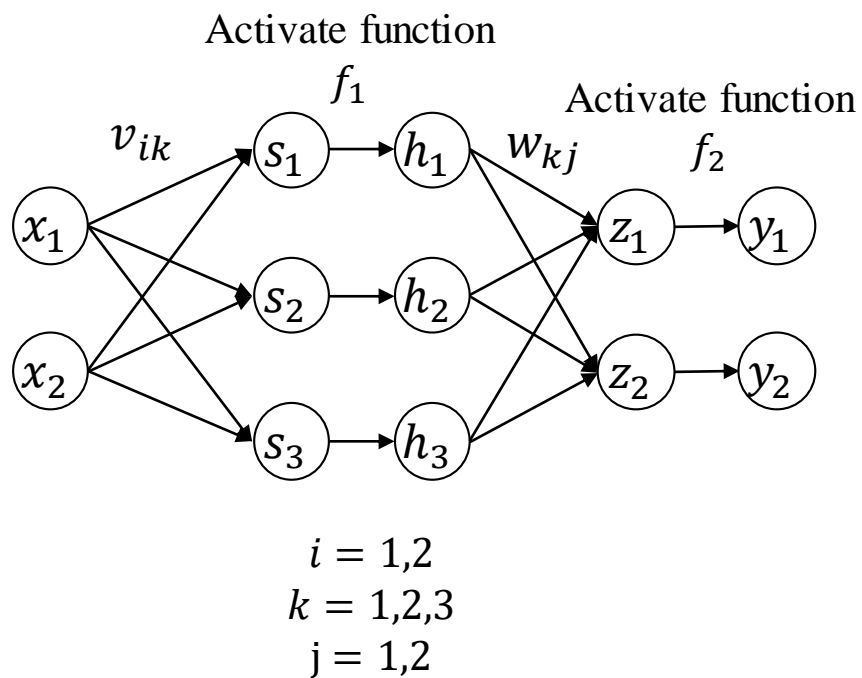 Activate function
f₁
Activate function
f₂
vᵢₖ
wₖⱼ
s₁ h₁
x₁ z₁ y₁
s₂ h₂
x₂ z₂ y₂
s₃ h₃
i = 1,2
k = 1,2,3
j = 1,2